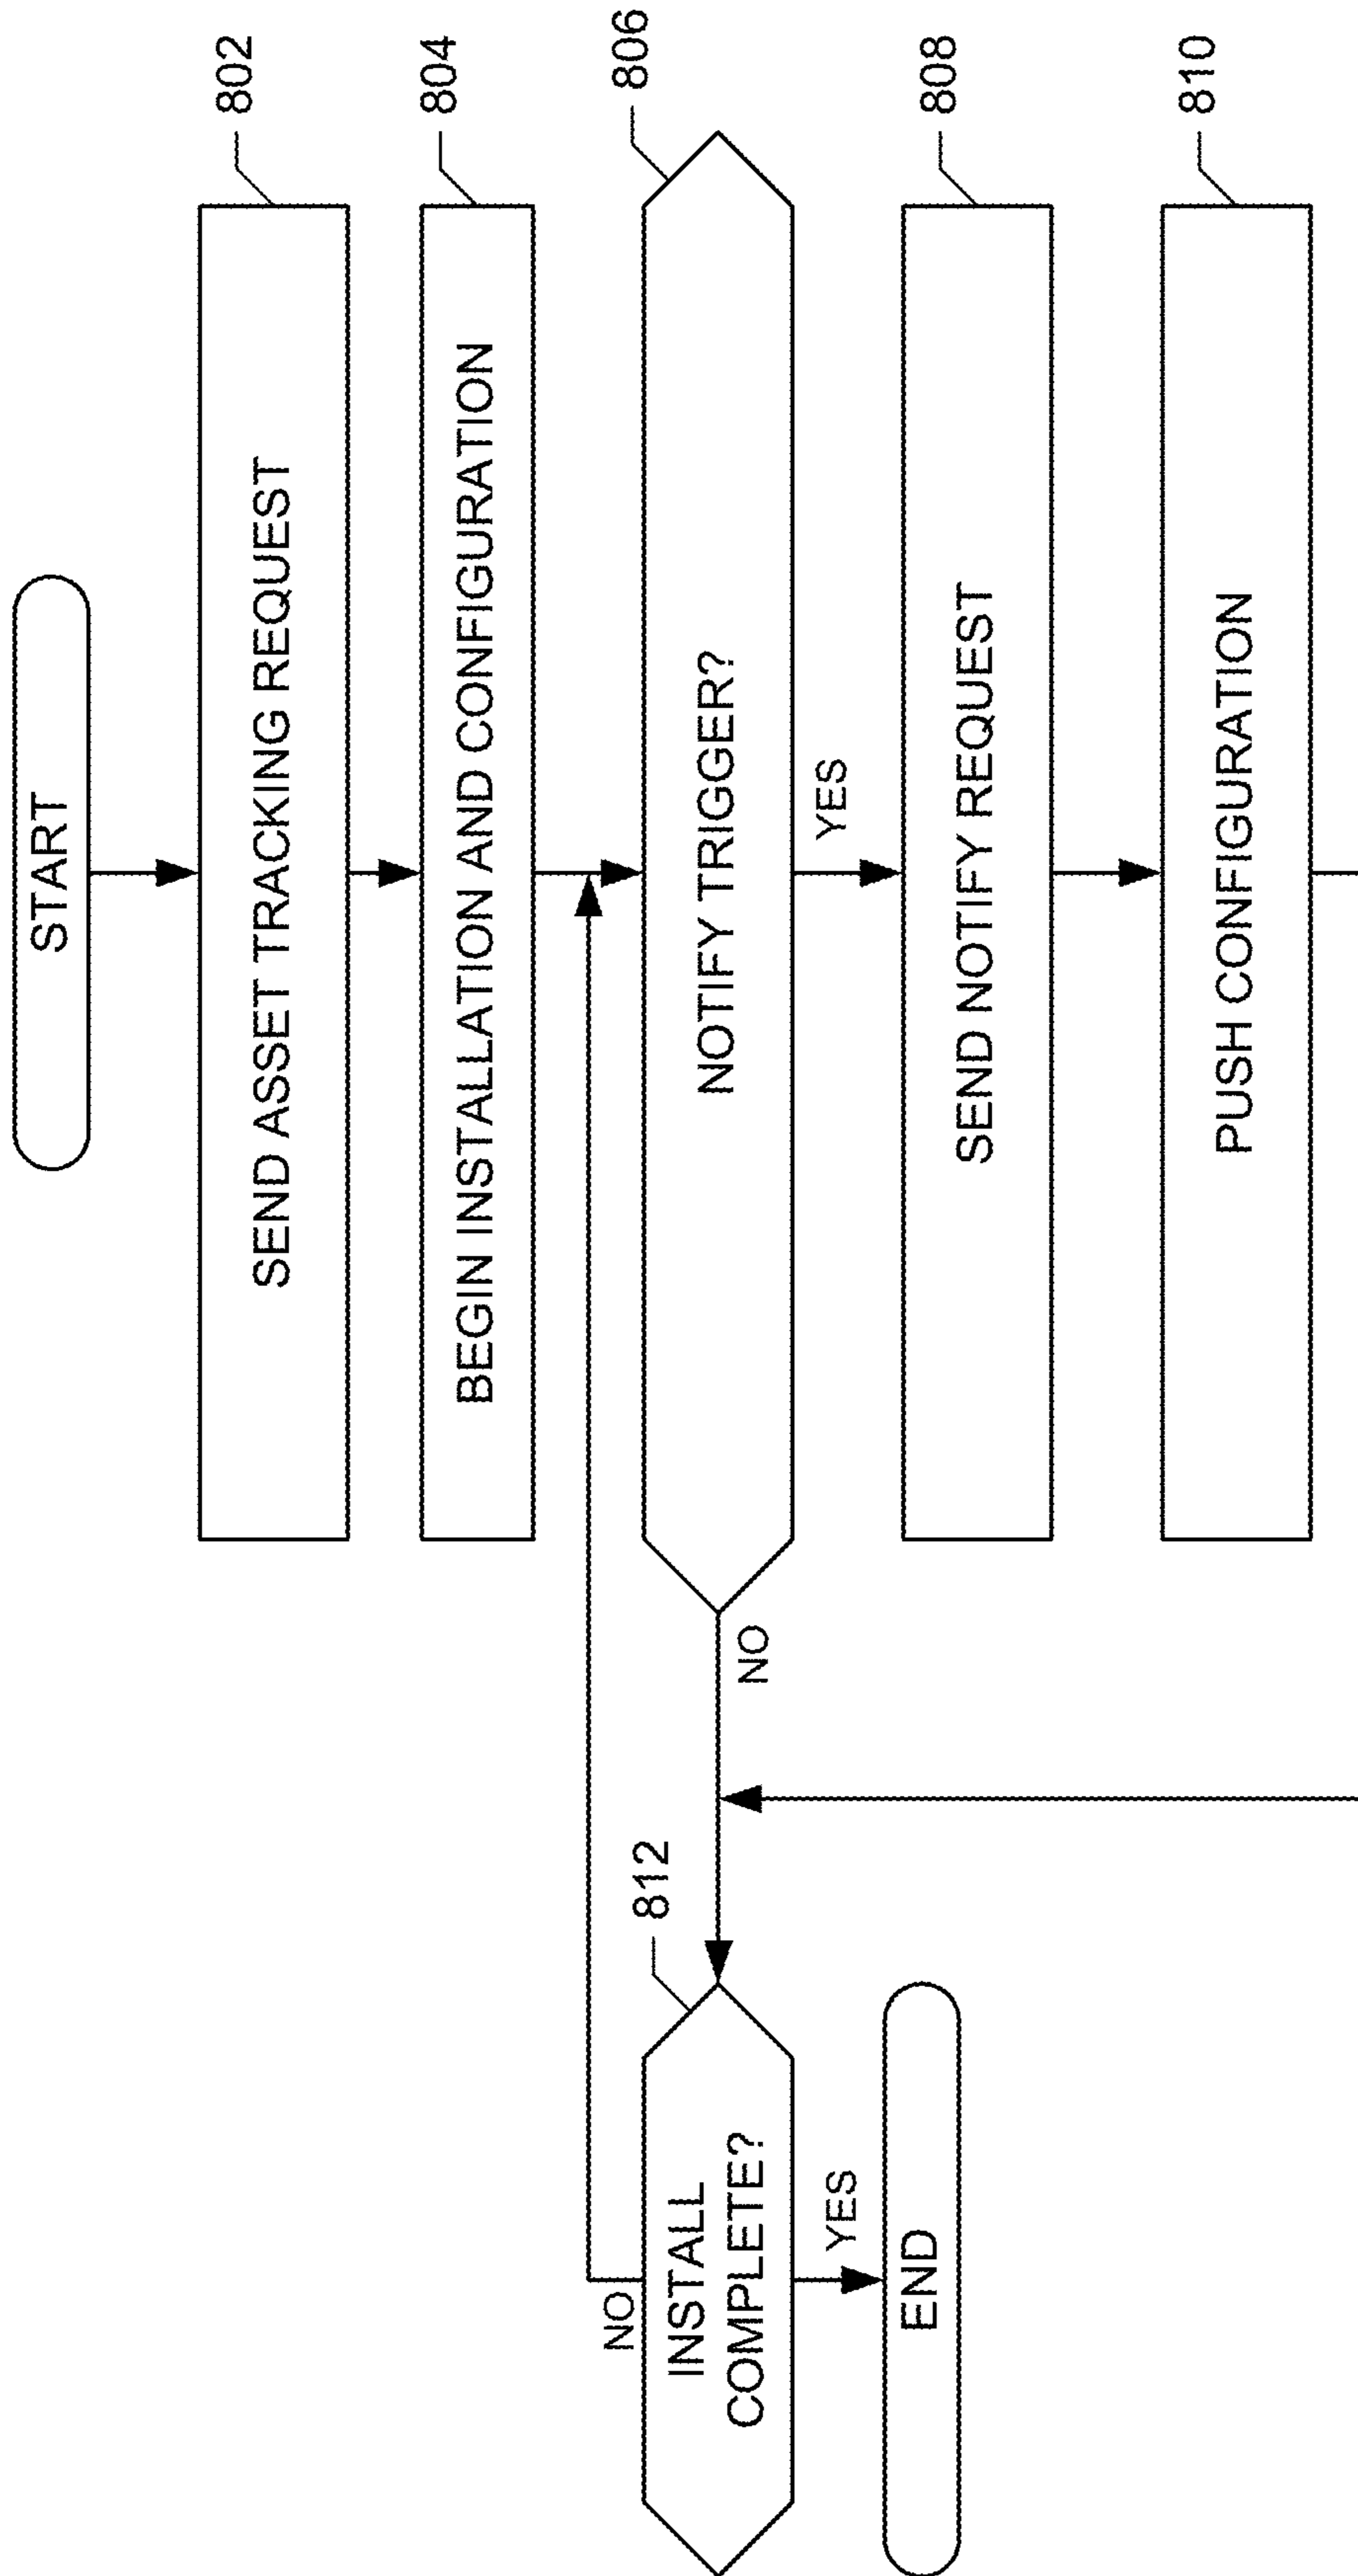 START
802
SEND ASSET TRACKING REQUEST
804
BEGIN INSTALLATION AND CONFIGURATION
806
NOTIFY TRIGGER?
NO
YES
808
SEND NOTIFY REQUEST
810
PUSH CONFIGURATION
812
INSTALL
COMPLETE?
NO
YES
END